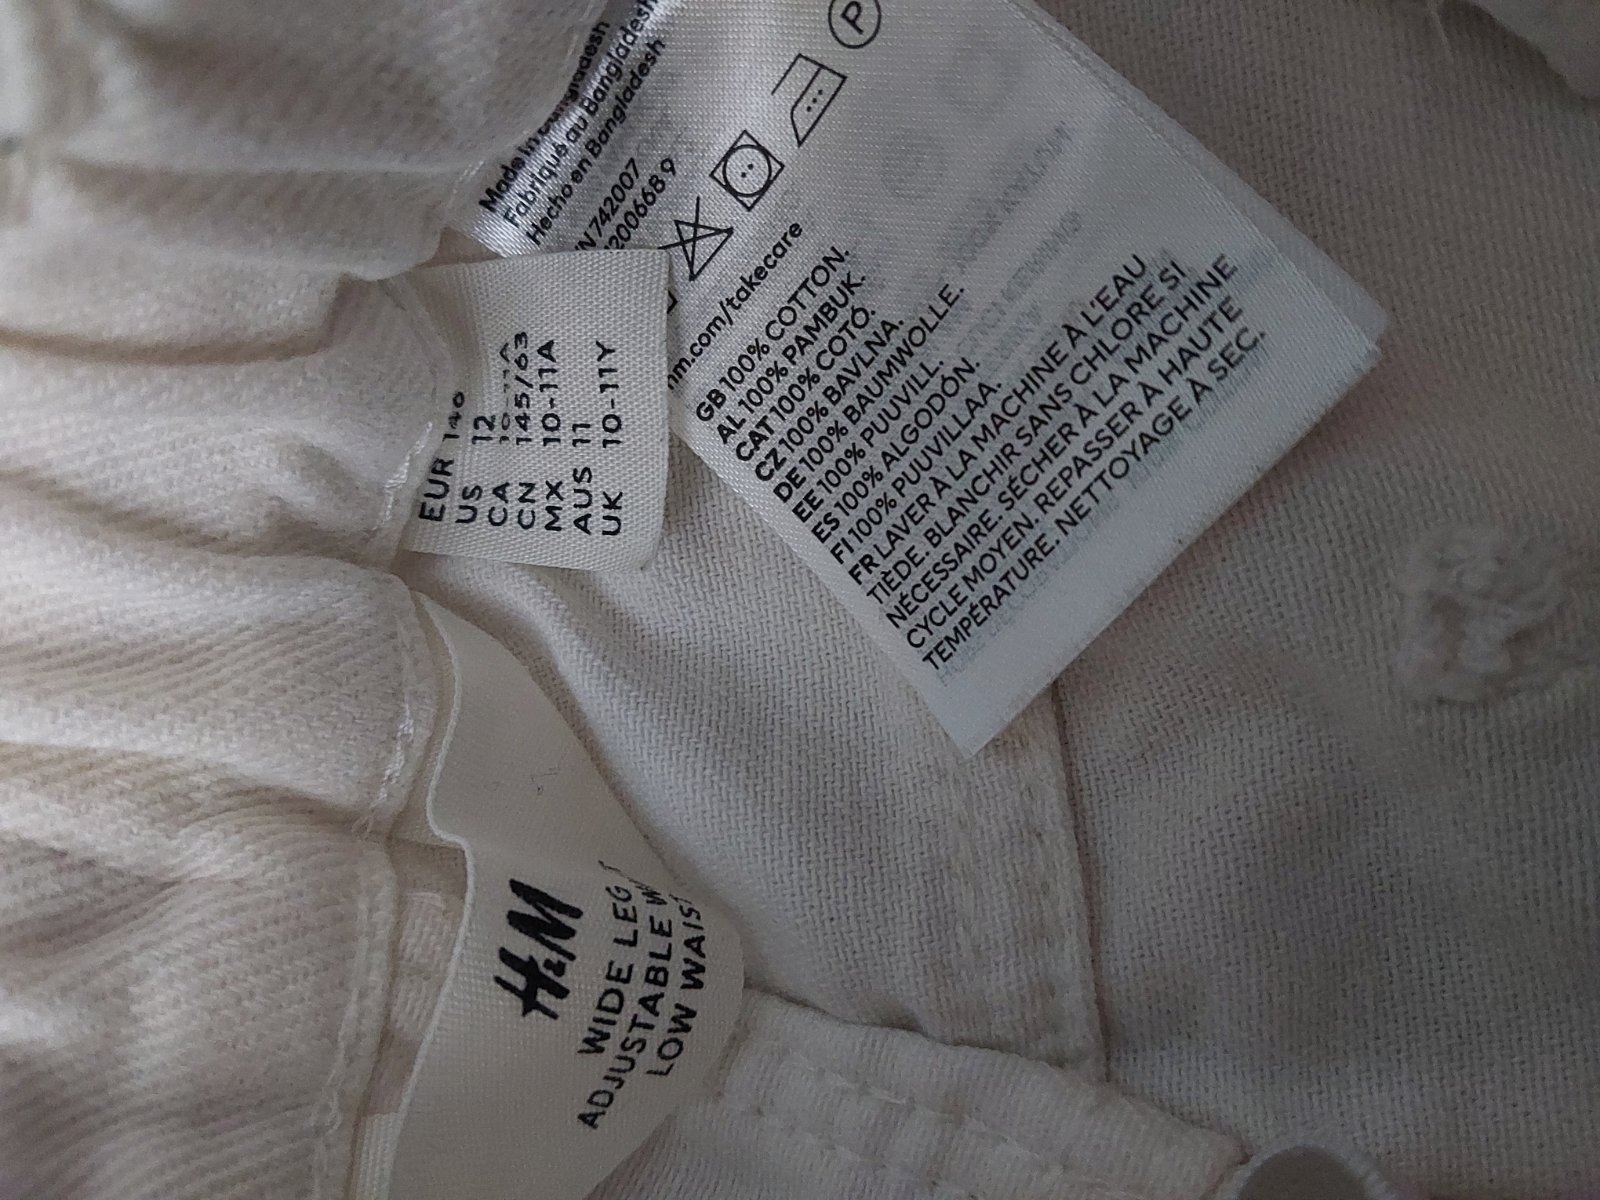 Made in Bangladesh
Fabriqué au Bangladesh
Hecho en Bangladesh
742007
P
hm.com/takecare
GB 100% COTTON.
AL 100% PAMBUK.
CAT 100% COTÓ.
CZ 100% BAVLNA.
DE 100% BAUMWOLLE.
EE 100% PUUVILL.
ES 100% ALGODÓN.
FI 100% PUUVILLAA.
FR LAVER À LA MACHINE À L'EAU
TIÈDE. BLANCHIR SANS CHLORE SI
NÉCESSAIRE. SÉCHER À LA MACHINE
CYCLE MOYEN. REPASSER À HAUTE
TEMPÉRATURE. NETTOYAGE À SEC.
EUR 146
US 12
CA 10-11A
CN 145/63
MX 10-11A
AUS 11
UK 10-11Y
H&M
WIDE LEG
ADJUSTABLE
LOW WAIST